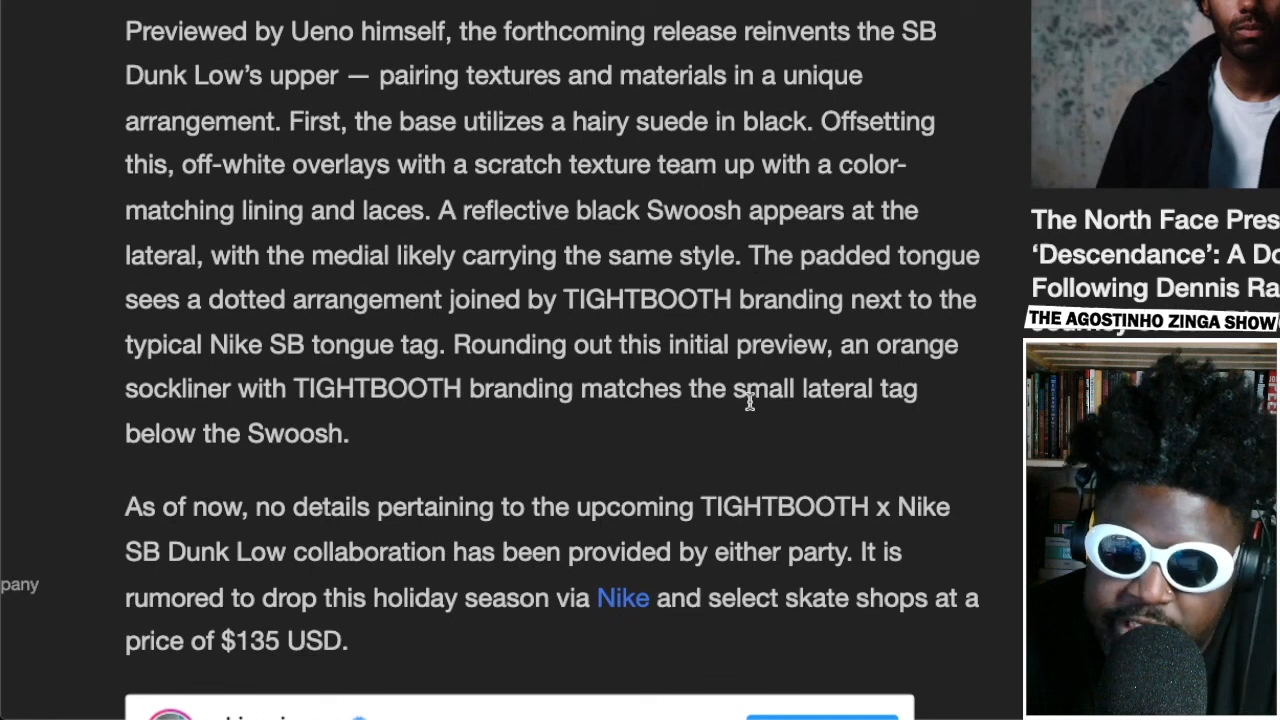 Previewed by Ueno himself, the forthcoming release reinvents the SB
Dunk Low’s upper — pairing textures and materials in a unique
arrangement. First, the base utilizes a hairy suede in black. Offsetting
this, off-white overlays with a scratch texture team up with a color-
matching lining and laces. A reflective black Swoosh appears at the
lateral, with the medial likely carrying the same style. The padded tongue
sees a dotted arrangement joined by TIGHTBOOTH branding next to the
typical Nike SB tongue tag. Rounding out this initial preview, an orange
sockliner with TIGHTBOOTH branding matches the small lateral tag
below the Swoosh.
As of now, no details pertaining to the upcoming TIGHTBOOTH x Nike
SB Dunk Low collaboration has been provided by either party. It is
rumored to drop this holiday season via Nike and select skate shops at a
price of $135 USD.
pany
The North Face Pres
‘Descendance’: A Do
Following Dennis Ra
THE AGOSTINHO ZINGA SHOW